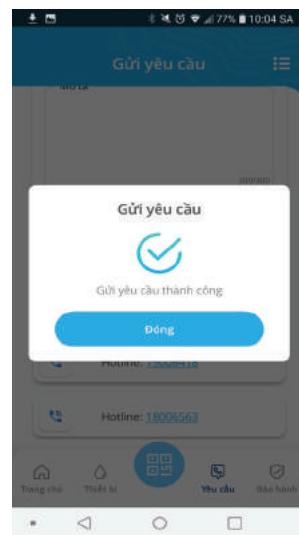 77% 10:04 SA
Gửi yêu cầu
Mô tả
Gửi yêu cầu
Gửi yêu cầu thành công
Đóng
Hotline:
Hotline: 18006563
Trang chủ Thiết bị Yêu cầu Bảo hành